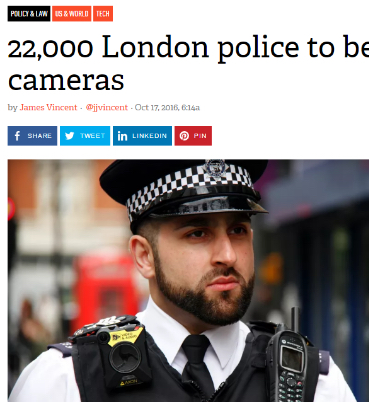 POLICY & LAW US & WORLD TECH
22,000 London police to be
cameras
by James Vincent · @jjvincent · Oct 17, 2016, 6:14a
SHARE TWEET LINKEDIN PIN
AXON